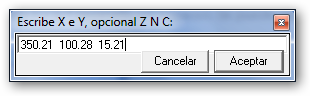 Escribe X e Y, opcional Z N C:
350.21 100.28 15.21
Cancelar Aceptar